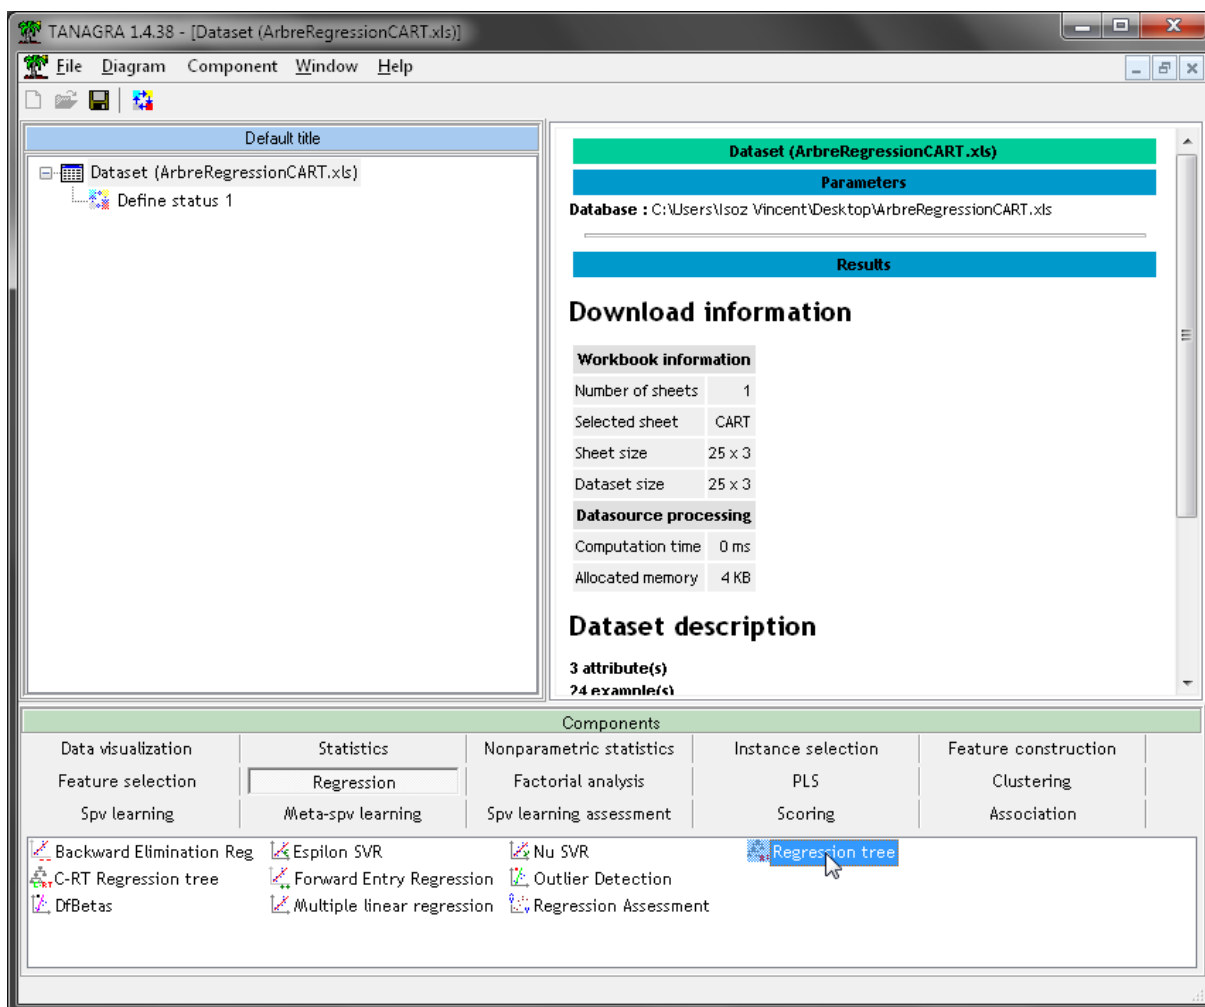 TANAGRA 1.4.38 - [Dataset (ArbreRegressionCART.xls)]
File Diagram Component Window Help
Default title
Dataset (ArbreRegressionCART.xls)
Define status 1
Dataset (ArbreRegressionCART.xls)
Parameters
Database : C:\Users\Isoz Vincent\Desktop\ArbreRegressionCART.xls
Results
Download information
Workbook information
Number of sheets 1
Selected sheet CART
Sheet size 25 x 3
Dataset size 25 x 3
Datasource processing
Computation time 0 ms
Allocated memory 4 KB
Dataset description
3 attribute(s)
24 example(s)
Components
Data visualization Statistics Nonparametric statistics Instance selection Feature construction
Feature selection Regression Factorial analysis PLS Clustering
Spv learning Meta-spv learning Spv learning assessment Scoring Association
Backward Elimination Reg Espilon SVR Nu SVR Regression tree
C-RT Regression tree Forward Entry Regression Outlier Detection
DfBetas Multiple linear regression Regression Assessment